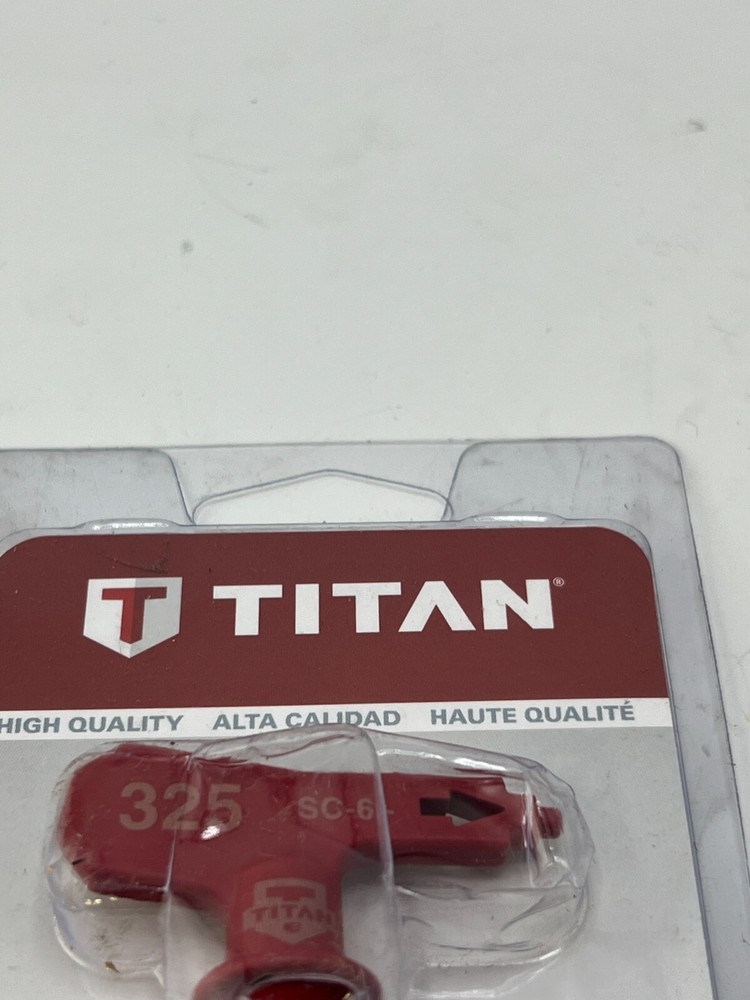 T TITAN®
HIGH QUALITY ALTA CALIDAD HAUTE QUALITÉ
325 SC-6+
TITAN